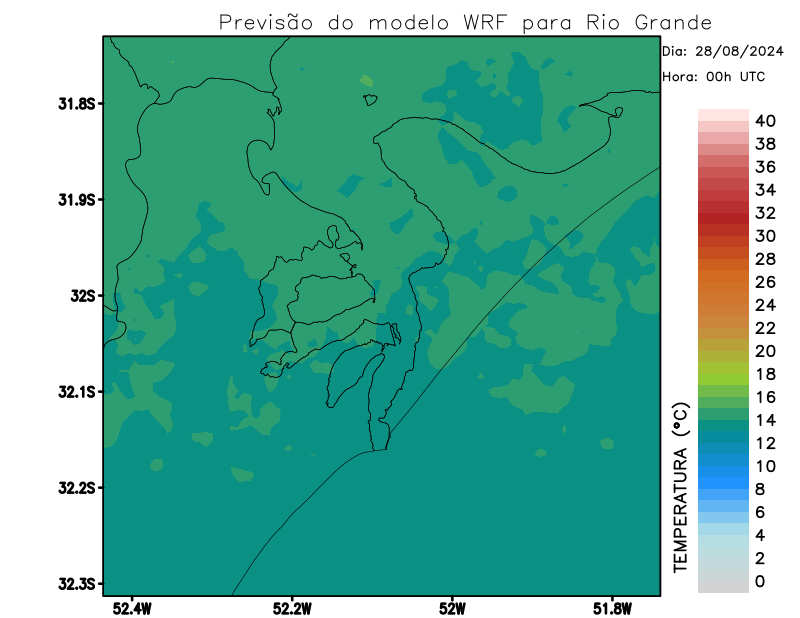 Previsão do modelo WRF para Rio Grande
Dia: 28/08/2024
Hora: 00h UTC
31.8S
31.9S
32S
32.1S
32.2S
32.3S
52.4W
52.2W
52W
51.8W
40
38
36
34
32
30
28
26
24
22
20
18
16
14
12
10
8
6
4
2
0
TEMPERATURA (ºC)